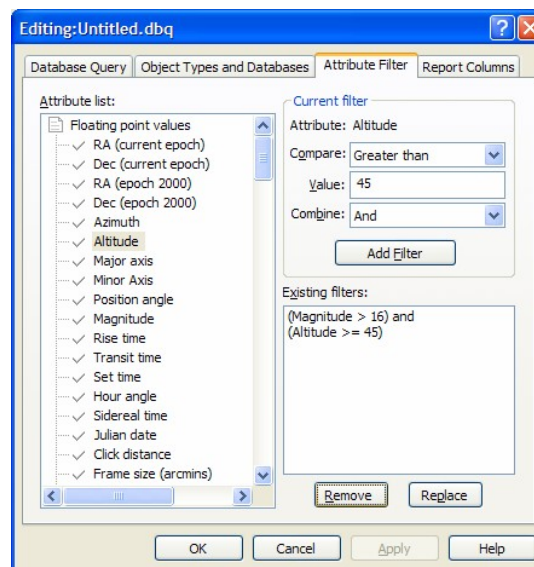 Editing:Untitled.dbq
Database Query
Object Types and Databases
Attribute Filter
Report Columns
Attribute list:
Floating point values
RA (current epoch)
Dec (current epoch)
RA (epoch 2000)
Dec (epoch 2000)
Azimuth
Altitude
Major axis
Minor Axis
Position angle
Magnitude
Rise time
Transit time
Set time
Hour angle
Sidereal time
Julian date
Click distance
Frame size (arcmins)
Current filter
Attribute: Altitude
Compare: Greater than
Value: 45
Combine: And
Add Filter
Existing filters:
(Magnitude > 16) and
(Altitude >= 45)
Remove
Replace
OK
Cancel
Apply
Help